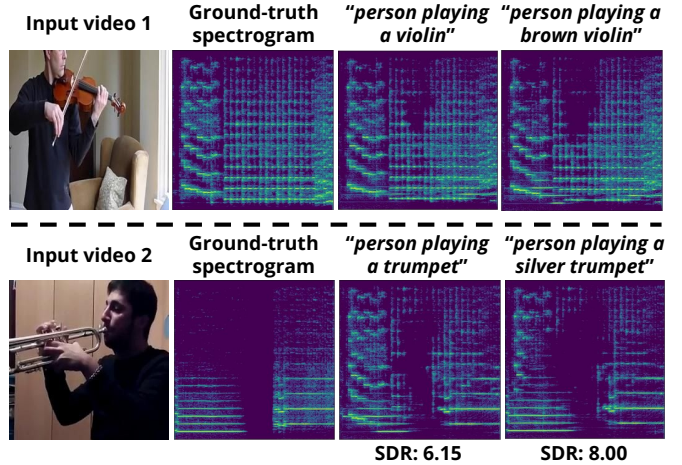 Input video 1
Ground-truth
spectrogram
“person playing
a violin”
“person playing a
brown violin”
Input video 2
Ground-truth
spectrogram
“person playing
a trumpet”
“person playing a
silver trumpet”
SDR: 6.15
SDR: 8.00